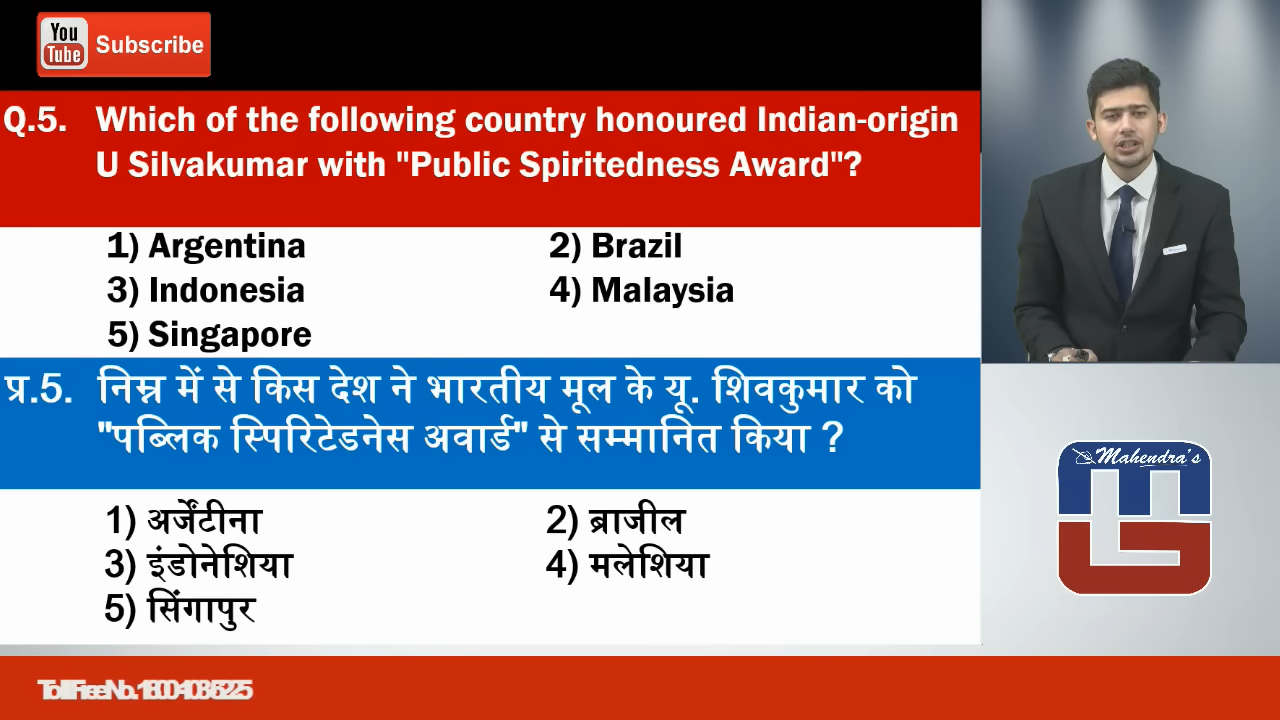 You
Tube
Subscribe
Q.5. Which of the following country honoured Indian-origin
U Silvakumar with "Public Spiritedness Award"?
1) Argentina 2) Brazil
3) Indonesia 4) Malaysia
5) Singapore
प्र.5. निम्न में से किस देश ने भारतीय मूल के यू. शिवकुमार को
"पब्लिक स्पिरिटेडनेस अवार्ड" से सम्मानित किया ?
1) अर्जेंटीना 2) ब्राजील
3) इंडोनेशिया 4) मलेशिया
5) सिंगापुर
Mahendra's
Toll Free No.